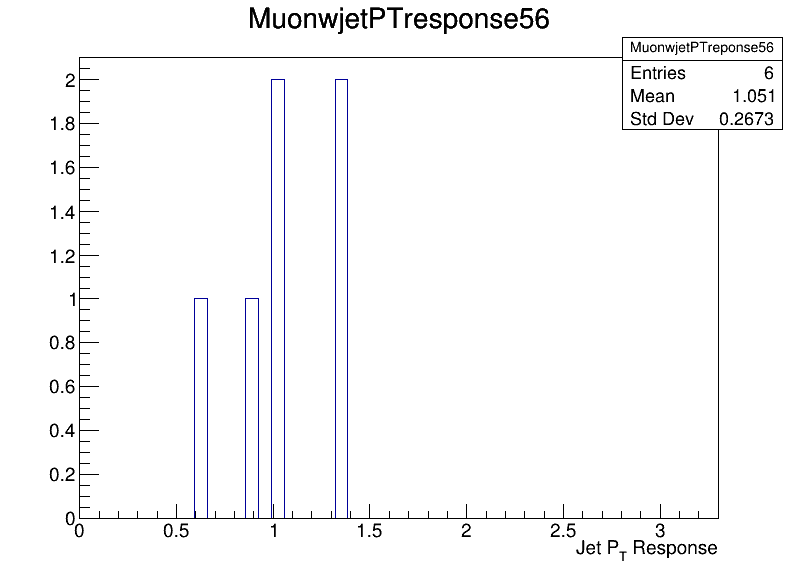 MuonwjetPTresponse56
MuonwjetPTreponse56
Entries 6
Mean 1.051
Std Dev 0.2673
2
1.8
1.6
1.4
1.2
1
0.8
0.6
0.4
0.2
0
0 0.5 1 1.5 2 2.5 3
Jet PT Response